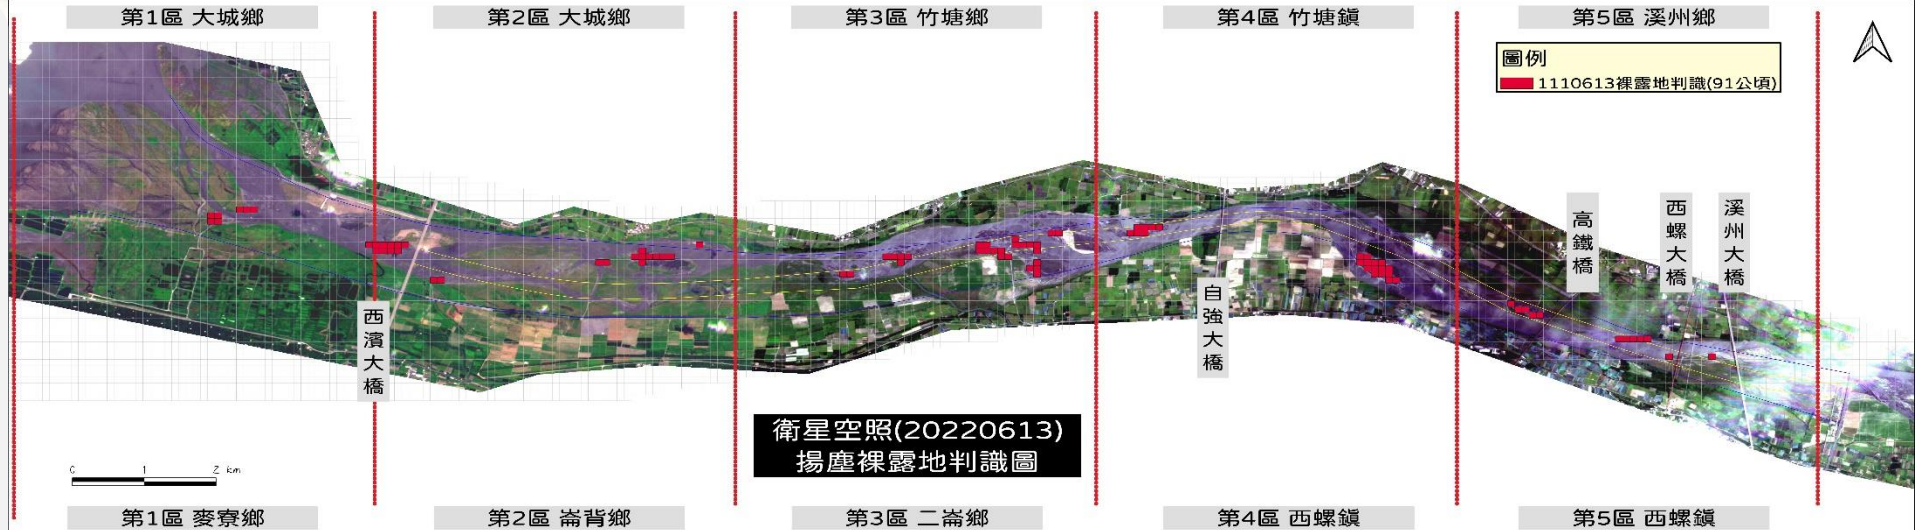 第1區 大城鄉
第2區 大城鄉
第3區 竹塘鄉
第4區 竹塘鎮
第5區 溪州鄉
圖例
1110613裸露地判識(91公頃)
高鐵橋
西螺大橋
溪州大橋
自強大橋
西濱大橋
衛星空照(20220613)
揚塵裸露地判識圖
0 1 2 km
第1區 麥寮鄉
第2區 崙背鄉
第3區 二崙鄉
第4區 西螺鎮
第5區 西螺鎮